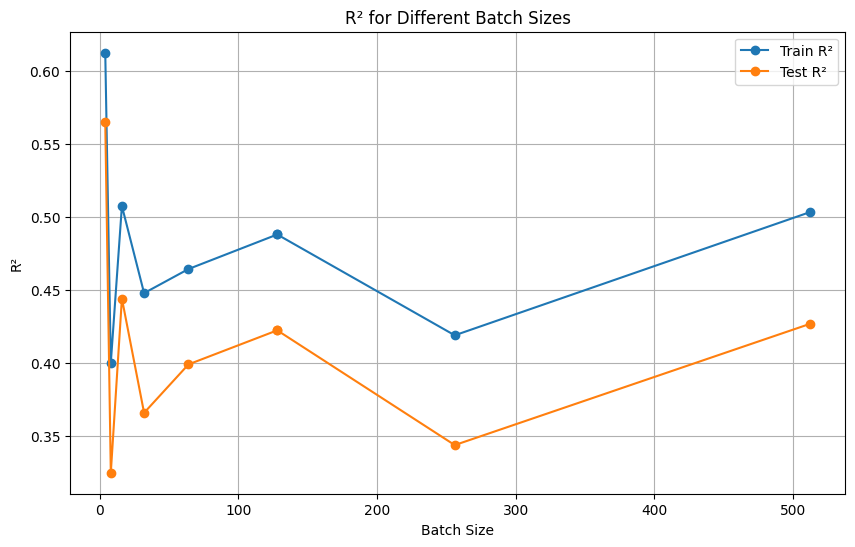 R² for Different Batch Sizes
Train R²
Test R²
0.60
0.55
0.50
0.45
0.40
0.35
R²
0 100 200 300 400 500
Batch Size